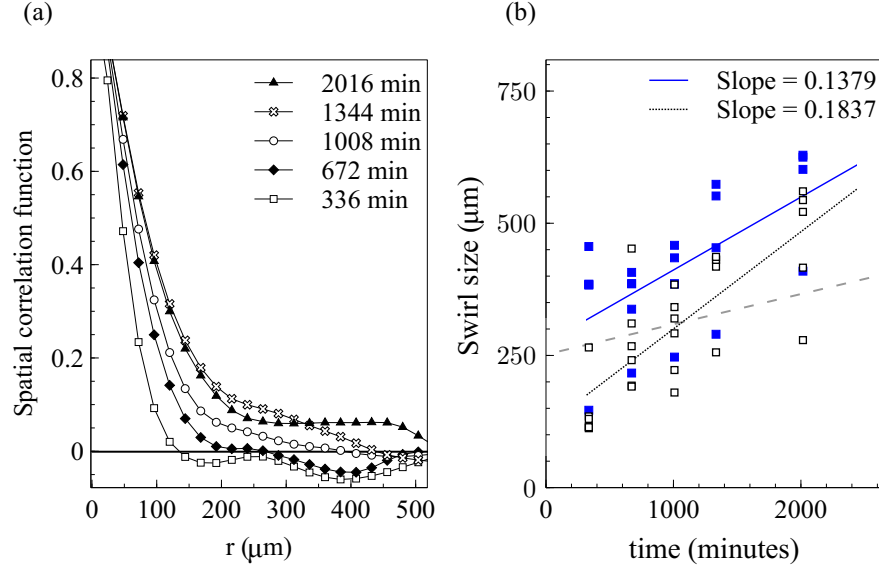 (a)
Spatial correlation function
0.8
0.6
0.4
0.2
0
2016 min
1344 min
1008 min
672 min
336 min
0 100 200 300 400 500
r (μm)
(b)
Swirl size (μm)
750
500
250
0
Slope = 0.1379
Slope = 0.1837
0 1000 2000
time (minutes)